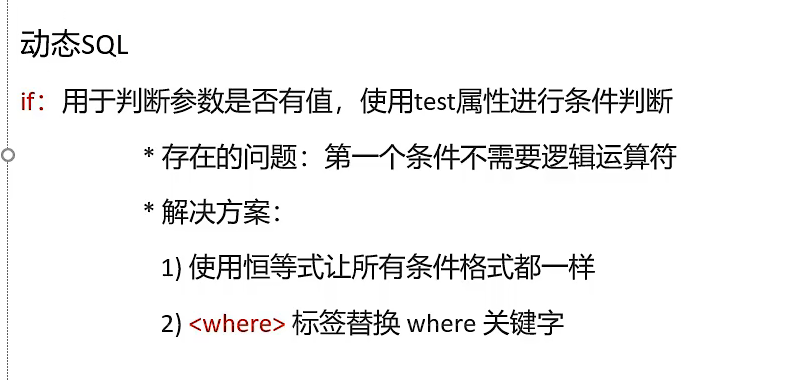 动态SQL
if：用于判断参数是否有值，使用test属性进行条件判断
* 存在的问题：第一个条件不需要逻辑运算符
* 解决方案：
1) 使用恒等式让所有条件格式都一样
2) <where> 标签替换 where 关键字